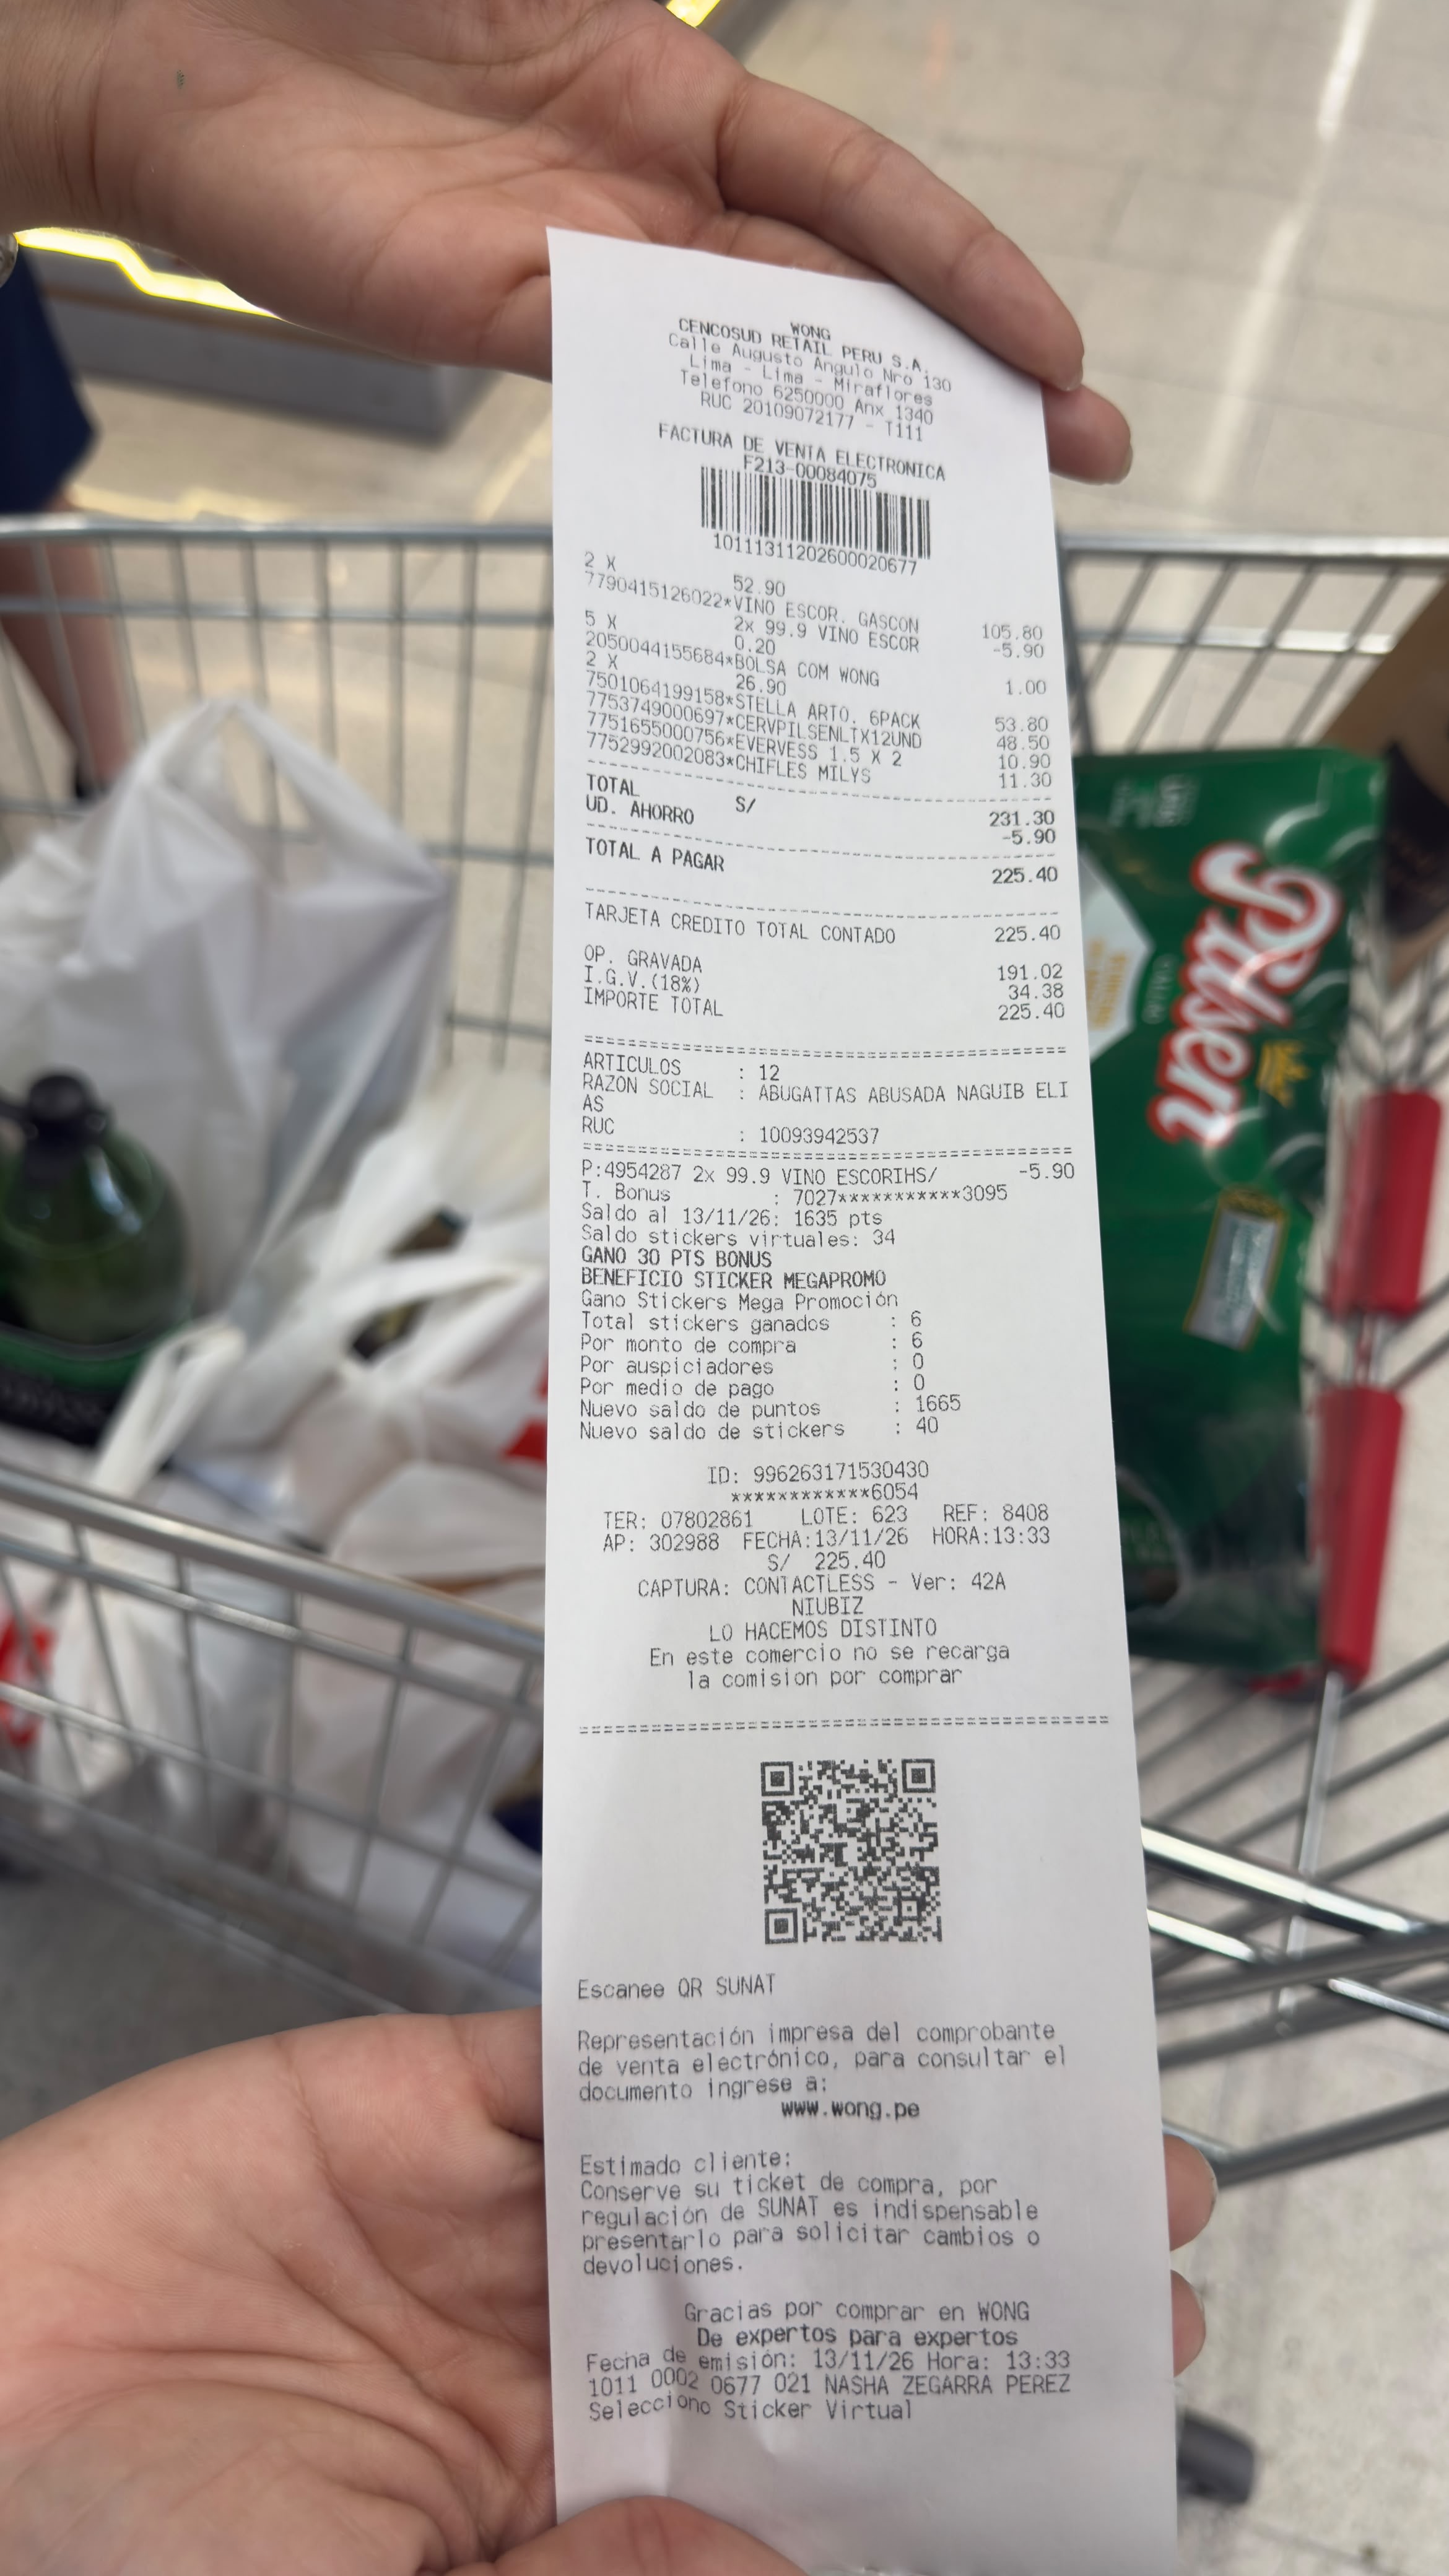 WONG
CENCOSUD RETAIL PERU S.A.
Calle Augusto Angulo Nro 130
Lima - Lima - Miraflores
Telefono 6250000 Anx 1340
RUC 20109072177 - T111
FACTURA DE VENTA ELECTRONICA
F213-00084075
10111311202600020677
2 X 52.90
7790415126022*VINO ESCOR. GASCON 105.80
2x 99.9 VINO ESCOR -5.90
5 X 0.20
2050044155684*BOLSA COM WONG 1.00
2 X 26.90
7501064199158*STELLA ARTO. 6PACK 53.80
7753749000697*CERVPILSENLTX12UND 48.50
7751655000756*EVERVESS 1.5 X 2 10.90
7752992002083*CHIFLES MILYS 11.30
TOTAL S/ 231.30
UD. AHORRO -5.90
TOTAL A PAGAR 225.40
TARJETA CREDITO TOTAL CONTADO 225.40
OP. GRAVADA 191.02
I.G.V.(18%) 34.38
IMPORTE TOTAL 225.40
ARTICULOS : 12
RAZON SOCIAL : ABUGATTAS ABUSADA NAGUIB ELI
AS
RUC : 10093942537
P:4954287 2x 99.9 VINO ESCORIHS/ -5.90
T. Bonus : 7027***********3095
Saldo al 13/11/26: 1635 pts
Saldo stickers virtuales: 34
GANO 30 PTS BONUS
BENEFICIO STICKER MEGAPROMO
Gano Stickers Mega Promoción
Total stickers ganados : 6
Por monto de compra : 6
Por auspiciadores : 0
Por medio de pago : 0
Nuevo saldo de puntos : 1665
Nuevo saldo de stickers : 40
ID: 996263171530430
************6054
TER: 07802861 LOTE: 623 REF: 8408
AP: 302988 FECHA:13/11/26 HORA:13:33
S/ 225.40
CAPTURA: CONTACTLESS - Ver: 42A
NIUBIZ
LO HACEMOS DISTINTO
En este comercio no se recarga
la comision por comprar
Escanee QR SUNAT
Representación impresa del comprobante
de venta electrónico, para consultar el
documento ingrese a:
www.wong.pe
Estimado cliente:
Conserve su ticket de compra, por
regulación de SUNAT es indispensable
presentarlo para solicitar cambios o
devoluciones.
Gracias por comprar en WONG
De expertos para expertos
Fecha de emisión: 13/11/26 Hora: 13:33
1011 0002 0677 021 NASHA ZEGARRA PEREZ
Selecciono Sticker Virtual
Pilsen